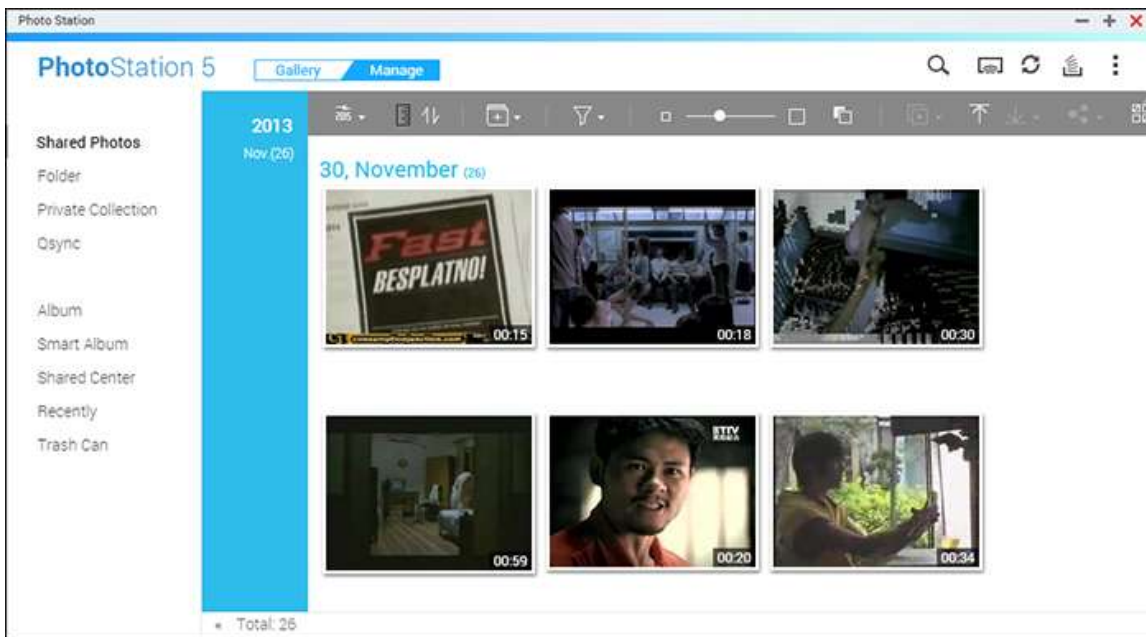 Photo Station
PhotoStation 5
Gallery
Manage
Shared Photos
Folder
Private Collection
Qsync
Album
Smart Album
Shared Center
Recently
Trash Can
2013
Nov.(26)
30, November (26)
Fast
BESPLATNO!
00:15
00:18
00:30
00:59
ETTV
00:20
00:34
« Total: 26